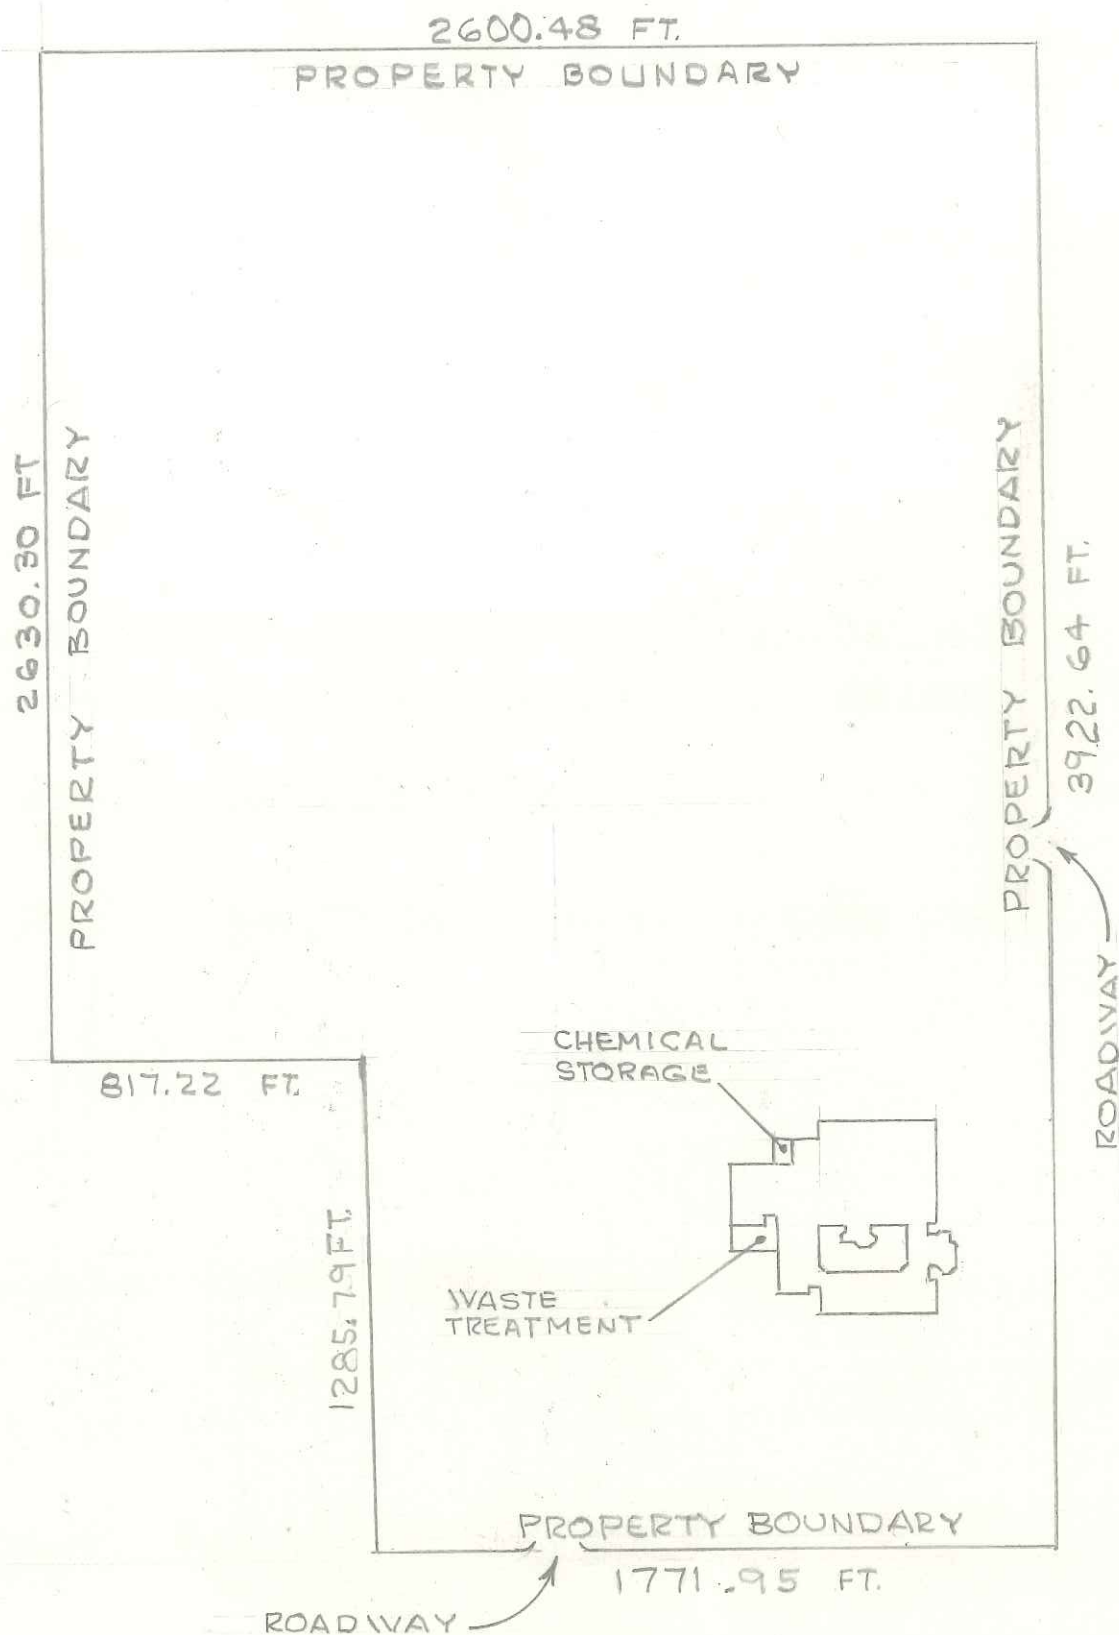 2600.48 FT.
PROPERTY BOUNDARY
2630.30 FT
PROPERTY BOUNDARY
PROPERTY BOUNDARY
3922.64 FT.
ROADWAY
817.22 FT.
CHEMICAL
STORAGE
1285.79 FT.
WASTE
TREATMENT
PROPERTY BOUNDARY
1771.95 FT.
ROADWAY